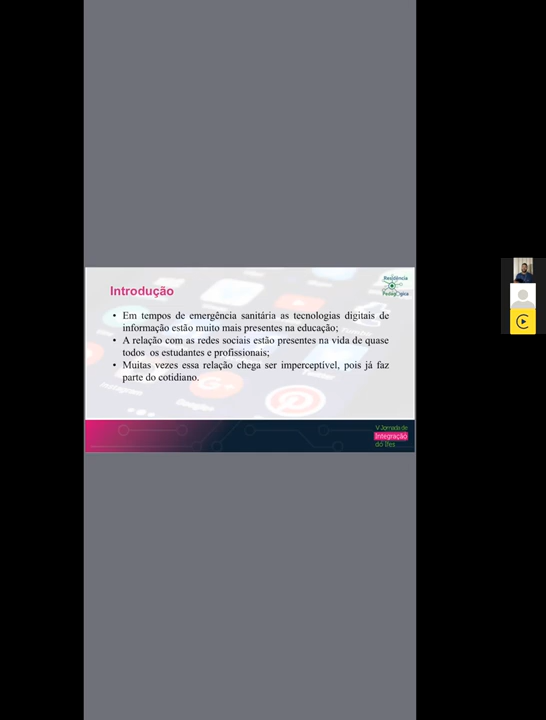 Residência
Pedagógica
Introdução
• Em tempos de emergência sanitária as tecnologias digitais de
informação estão muito mais presentes na educação;
• A relação com as redes sociais estão presentes na vida de quase
todos os estudantes e profissionais;
• Muitas vezes essa relação chega ser imperceptível, pois já faz
parte do cotidiano.
Google+
V Jornada de
Integração
do Ifes